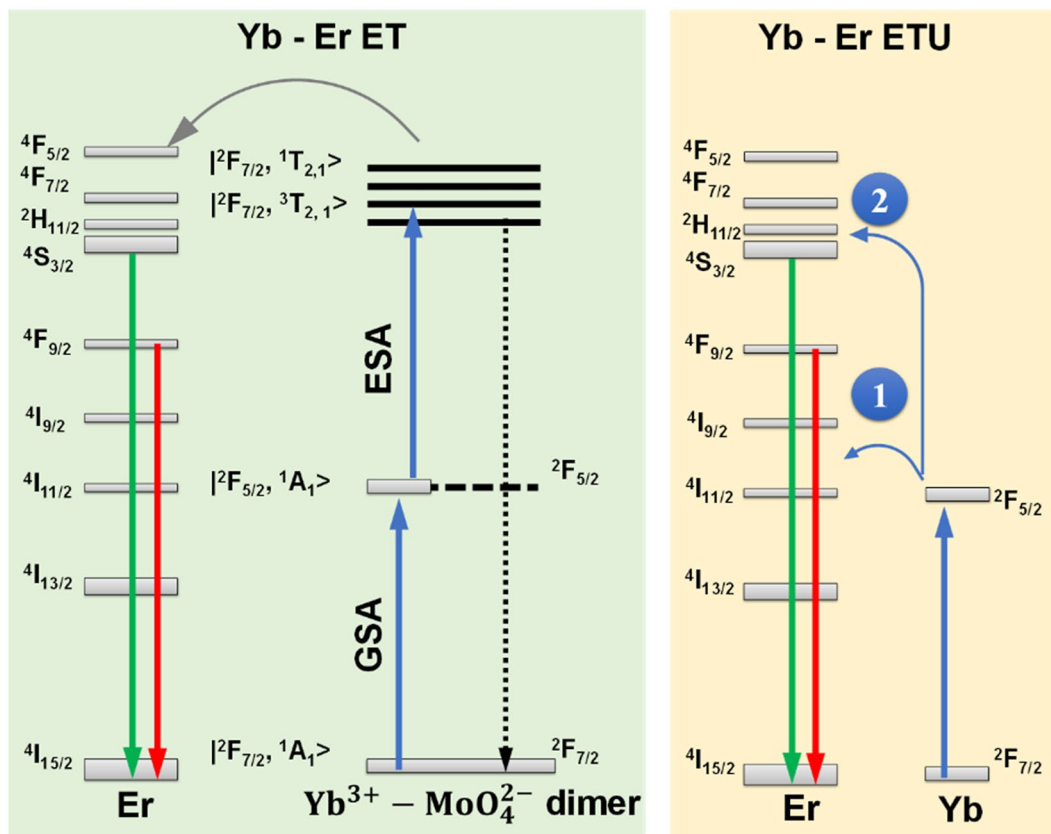 Yb - Er ET
⁴F₅/₂
⁴F₇/₂
²H₁₁/₂
⁴S₃/₂
⁴F₉/₂
⁴I₉/₂
⁴I₁₁/₂
⁴I₁₃/₂
⁴I₁₅/₂
Er
|²F₇/₂, ¹T₂,₁>
|²F₇/₂, ³T₂, ₁>
|²F₅/₂, ¹A₁>
|²F₇/₂, ¹A₁>
ESA
GSA
²F₅/₂
²F₇/₂
Yb³⁺ − MoO₄²⁻ dimer
Yb - Er ETU
⁴F₅/₂
⁴F₇/₂
²H₁₁/₂
⁴S₃/₂
⁴F₉/₂
⁴I₉/₂
⁴I₁₁/₂
⁴I₁₃/₂
⁴I₁₅/₂
2
1
²F₅/₂
²F₇/₂
Er
Yb